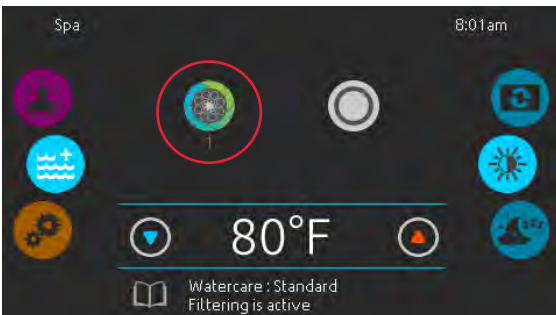 Spa
8:01am
1
80°F
Watercare : Standard
Filtering is active